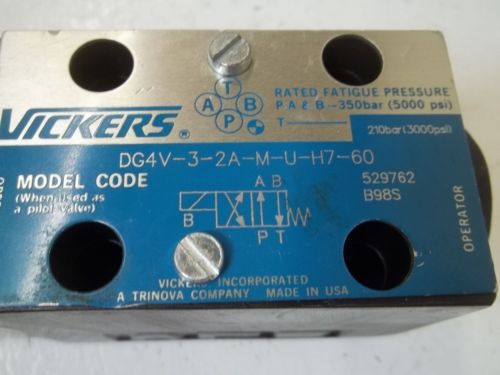 T
A B
P
RATED FATIGUE PRESSURE
P,A & B -350bar (5000 psi)
T 210bar (3000psi)
VICKERS®
DG4V-3-2A-M-U-H7-60
MODEL CODE
(When used as
a pilot valve)
529762
B98S
A B
B
P T
OPERATOR
VICKERS INCORPORATED
A TRINOVA COMPANY MADE IN USA